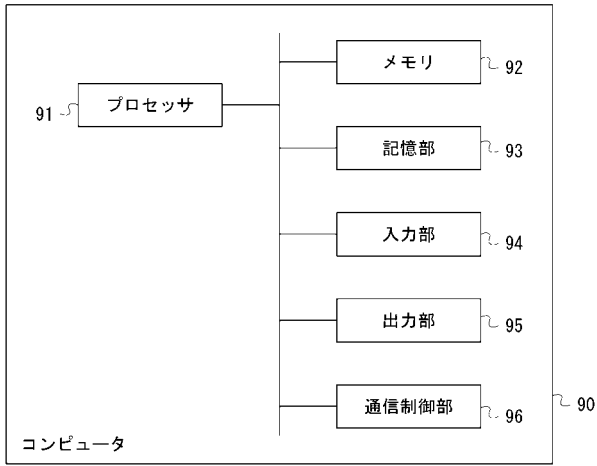 メモリ 92
91 プロセッサ
記憶部 93
入力部 94
出力部 95
通信制御部 96
90
コンピュータ